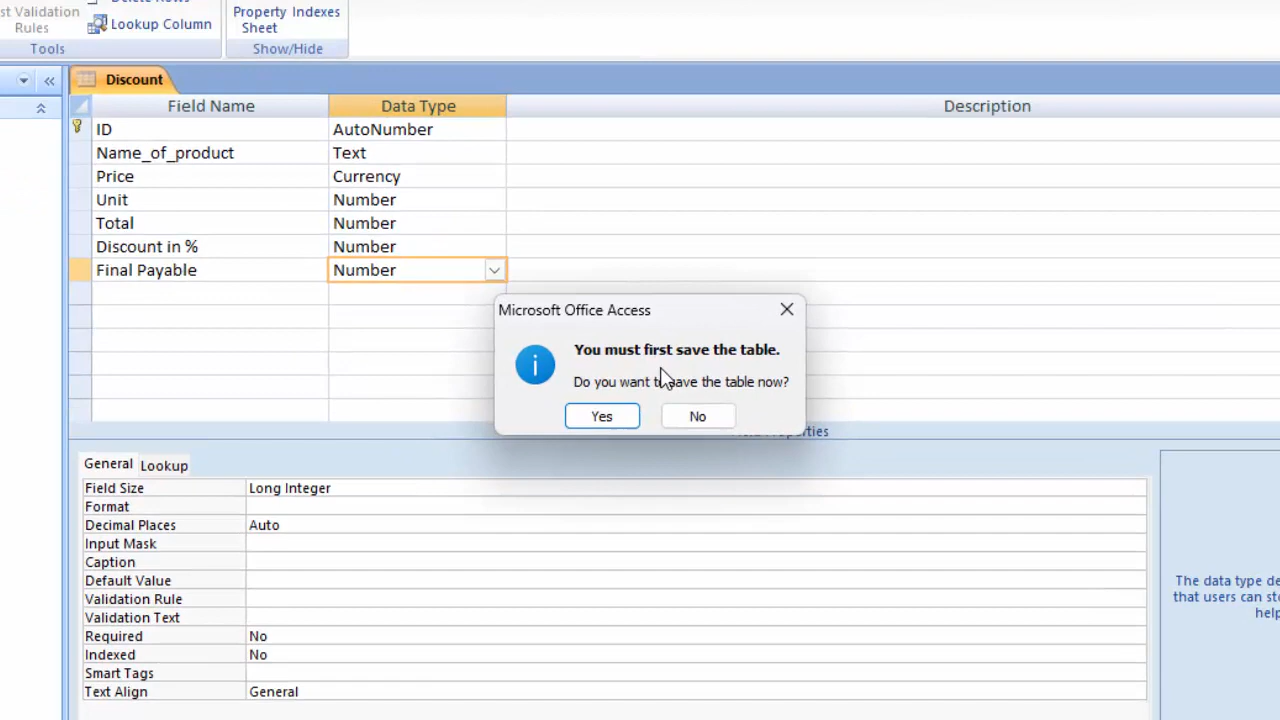 st Validation
Rules
Lookup Column
Property Indexes
Sheet
Tools
Show/Hide
Discount
Field Name Data Type Description
ID AutoNumber
Name_of_product Text
Price Currency
Unit Number
Total Number
Discount in % Number
Final Payable Number
Microsoft Office Access
You must first save the table.
Do you want to save the table now?
Yes No
General Lookup
Field Size Long Integer
Format
Decimal Places Auto
Input Mask
Caption
Default Value
Validation Rule
Validation Text
Required No
Indexed No
Smart Tags
Text Align General
The data type de
that users can sto
help